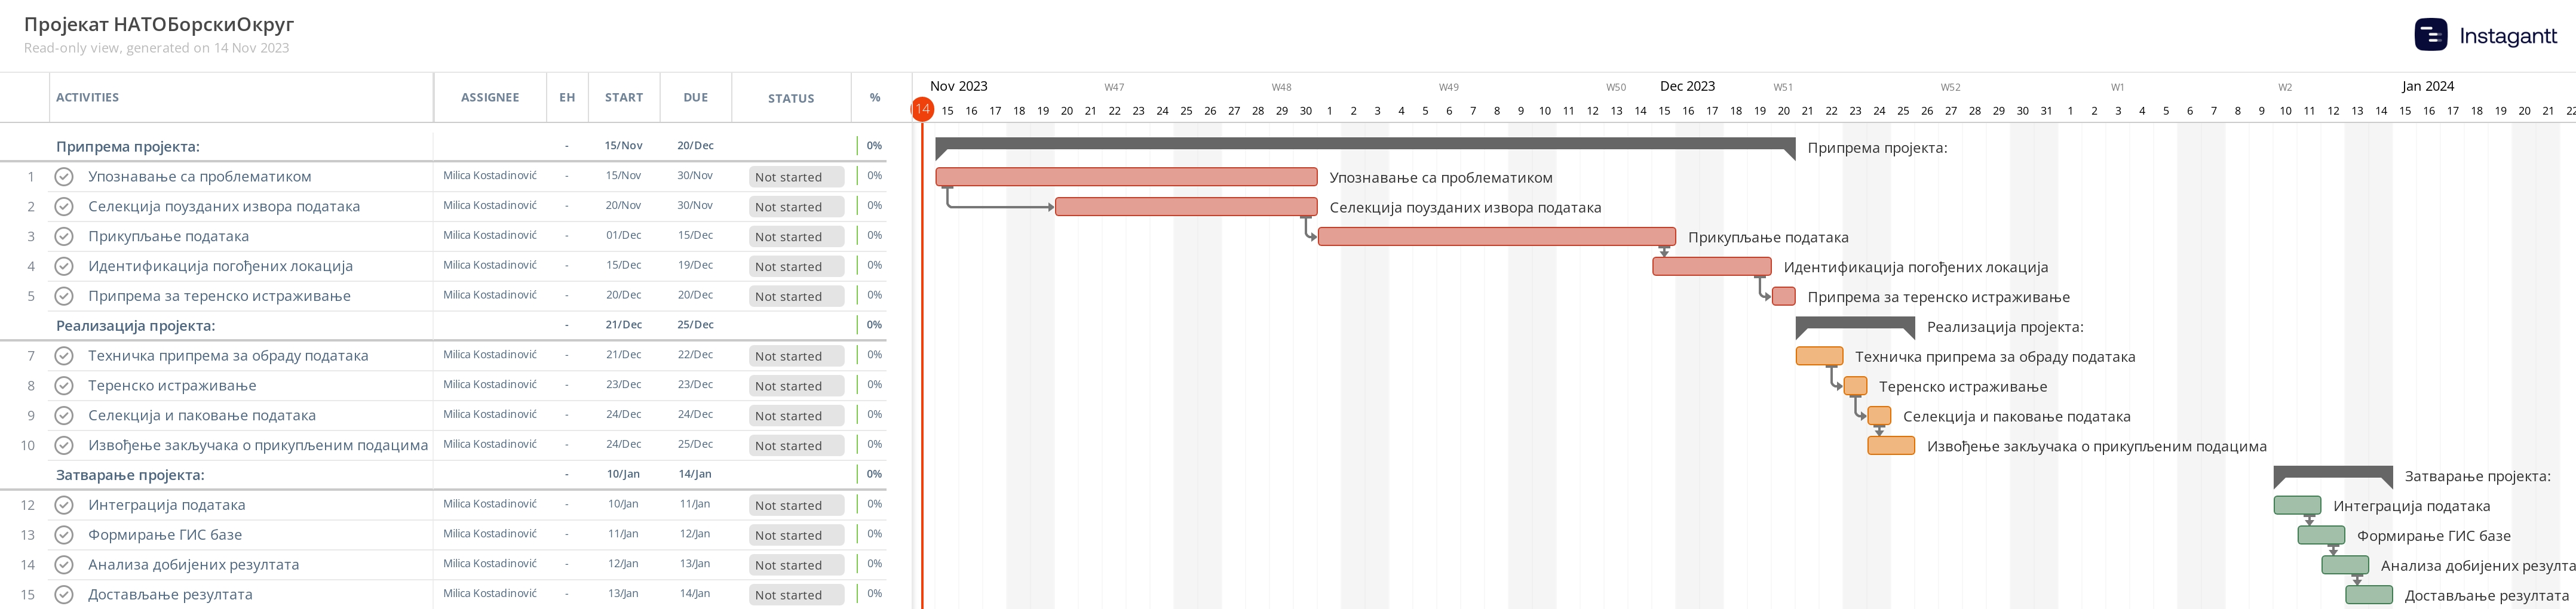 Пројекат НАТОБорскиОкруг
Read-only view, generated on 14 Nov 2023
Instagantt
ACTIVITIES ASSIGNEE EH START DUE STATUS %
Nov 2023 W47 W48 W49 W50 Dec 2023 W51 W52 W1 W2 Jan 2024
14 15 16 17 18 19 20 21 22 23 24 25 26 27 28 29 30 1 2 3 4 5 6 7 8 9 10 11 12 13 14 15 16 17 18 19 20 21 22 23 24 25 26 27 28 29 30 31 1 2 3 4 5 6 7 8 9 10 11 12 13 14 15 16 17 18 19 20 21 22
Припрема пројекта: - 15/Nov 20/Dec 0% Припрема пројекта:
1 Упознавање са проблематиком Milica Kostadinović - 15/Nov 30/Nov Not started 0% Упознавање са проблематиком
2 Селекција поузданих извора података Milica Kostadinović - 20/Nov 30/Nov Not started 0% Селекција поузданих извора података
3 Прикупљање података Milica Kostadinović - 01/Dec 15/Dec Not started 0% Прикупљање података
4 Идентификација погођених локација Milica Kostadinović - 15/Dec 19/Dec Not started 0% Идентификација погођених локација
5 Припрема за теренско истраживање Milica Kostadinović - 20/Dec 20/Dec Not started 0% Припрема за теренско истраживање
Реализација пројекта: - 21/Dec 25/Dec 0% Реализација пројекта:
7 Техничка припрема за обраду података Milica Kostadinović - 21/Dec 22/Dec Not started 0% Техничка припрема за обраду података
8 Теренско истраживање Milica Kostadinović - 23/Dec 23/Dec Not started 0% Теренско истраживање
9 Селекција и паковање података Milica Kostadinović - 24/Dec 24/Dec Not started 0% Селекција и паковање података
10 Извођење закључака о прикупљеним подацима Milica Kostadinović - 24/Dec 25/Dec Not started 0% Извођење закључака о прикупљеним подацима
Затварање пројекта: - 10/Jan 14/Jan 0% Затварање пројекта:
12 Интеграција података Milica Kostadinović - 10/Jan 11/Jan Not started 0% Интеграција података
13 Формирање ГИС базе Milica Kostadinović - 11/Jan 12/Jan Not started 0% Формирање ГИС базе
14 Анализа добијених резултата Milica Kostadinović - 12/Jan 13/Jan Not started 0% Анализа добијених резулта
15 Достављање резултата Milica Kostadinović - 13/Jan 14/Jan Not started 0% Достављање резултата